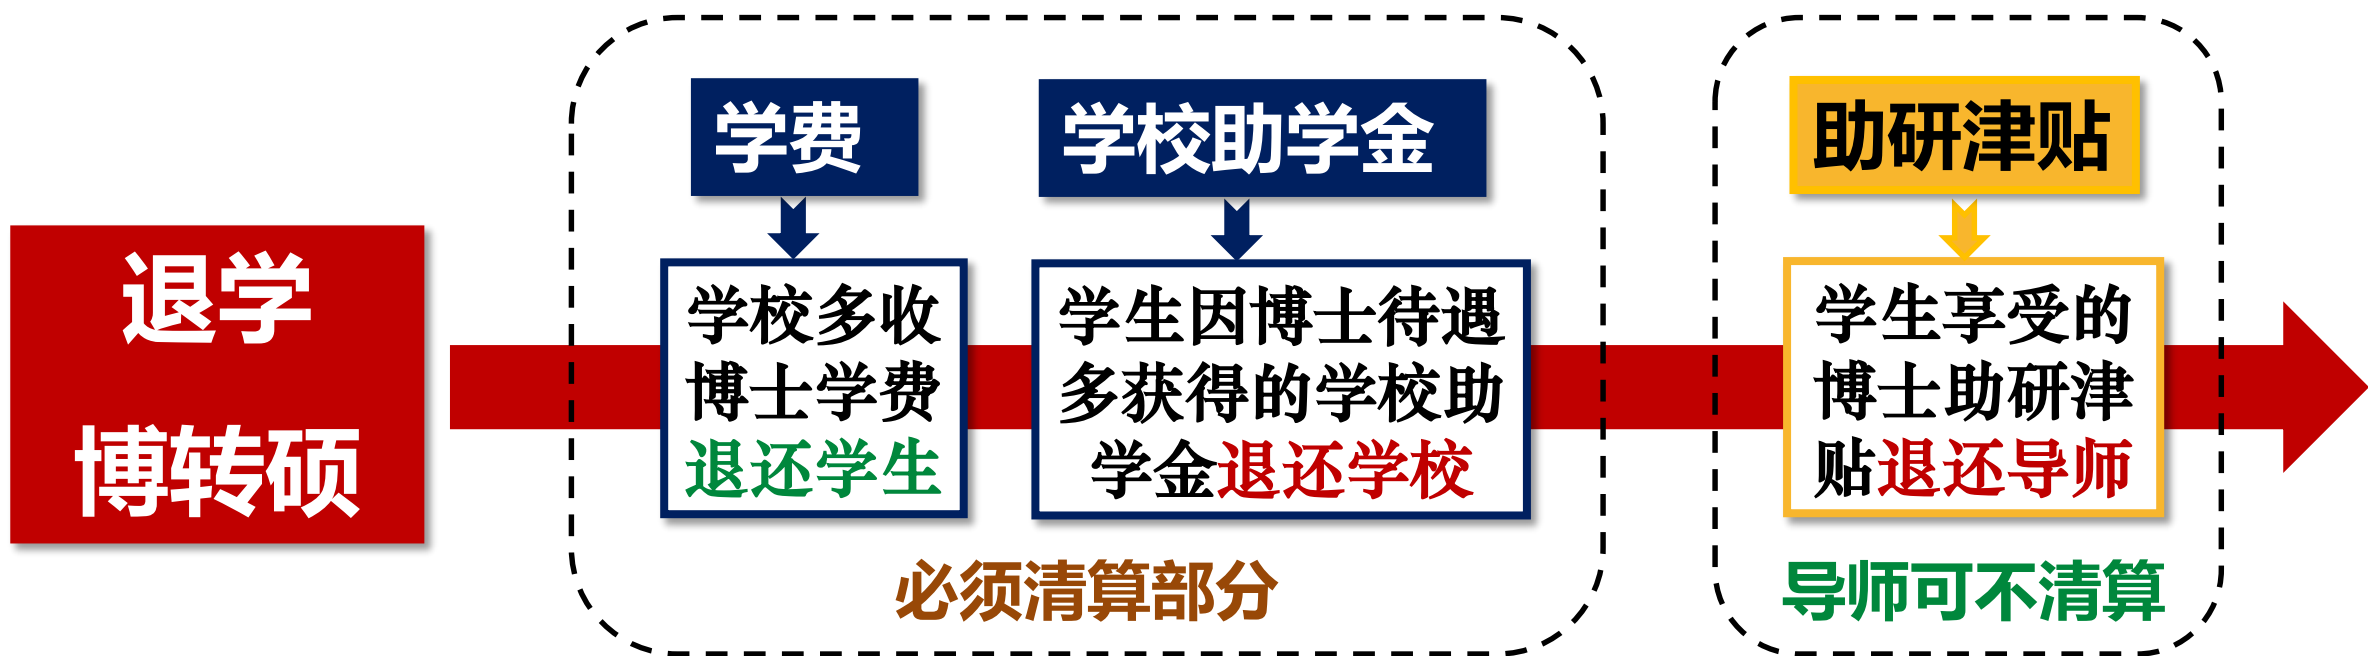 退学
博转硕
学费
学校多收
博士学费
退还学生
学校助学金
学生因博士待遇
多获得的学校助
学金退还学校
必须清算部分
助研津贴
学生享受的
博士助研津
贴退还导师
导师可不清算